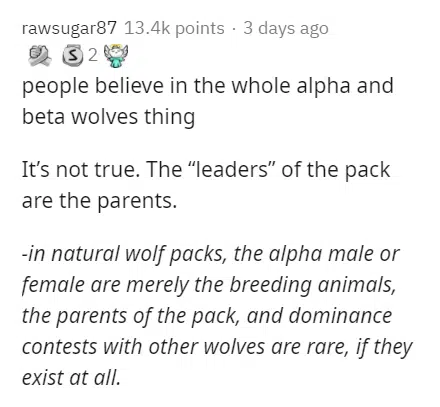 rawsugar87 13.4k points · 3 days ago
S 2
people believe in the whole alpha and
beta wolves thing
It’s not true. The “leaders” of the pack
are the parents.
-in natural wolf packs, the alpha male or
female are merely the breeding animals,
the parents of the pack, and dominance
contests with other wolves are rare, if they
exist at all.